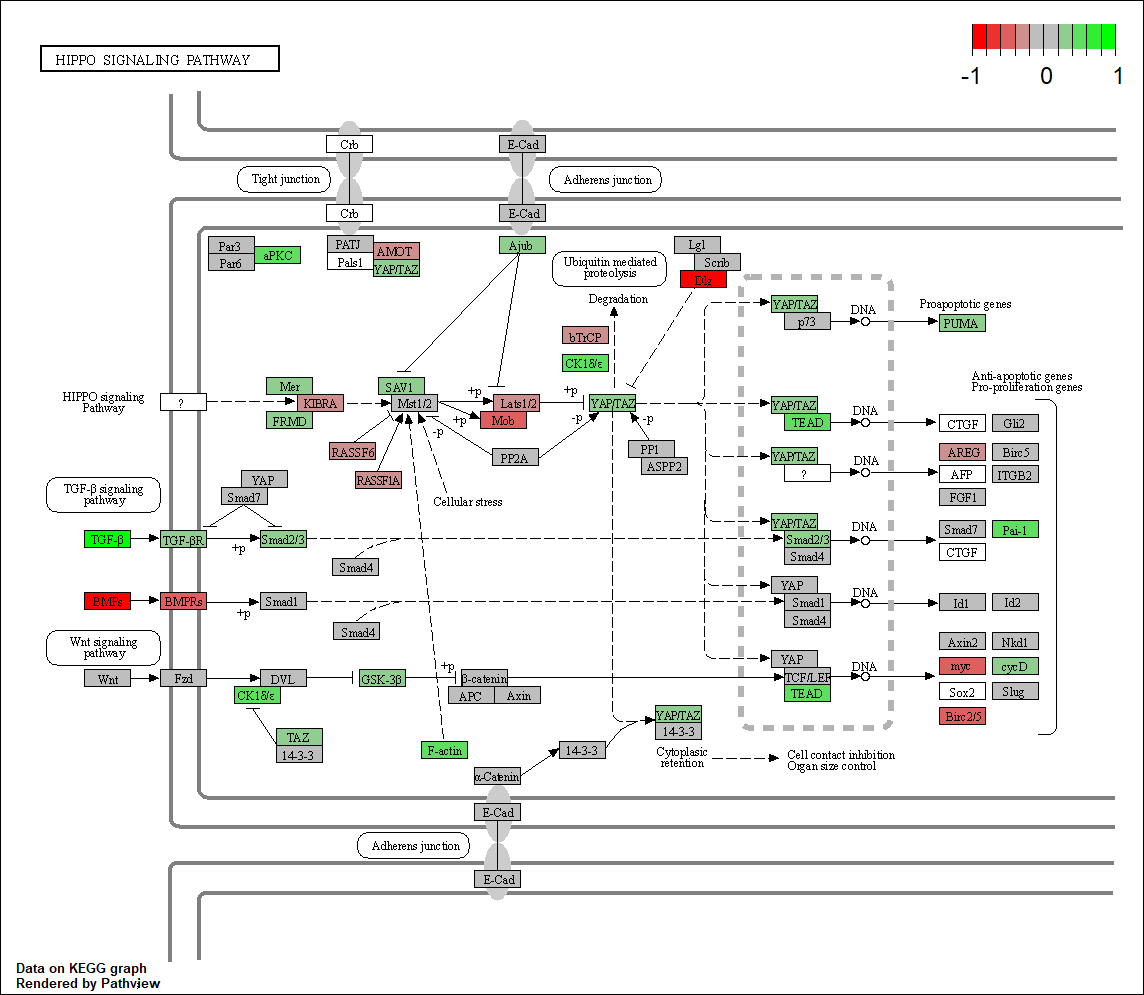 HIPPO SIGNALING PATHWAY
-1 0 1
Crb
E-Cad
Tight junction
Adherens junction
Crb
E-Cad
Par3
Par6
aPKC
PATJ
Pals1
AMOT
YAP/TAZ
Ajub
Ubiquitin mediated
proteolysis
Lgl
Scrib
Dlg
Degradation
bTrCP
CK1δ/ε
YAP/TAZ
p73
DNA
Proapoptotic genes
PUMA
Anti-apoptotic genes
Pro-proliferation genes
HIPPO signaling
Pathway
?
Mer
KIBRA
FRMD
SAV1
Mst1/2
+p
Lats1/2
Mob
+p
+p
YAP/TAZ
-p
-p
-p
RASSF6
RASSF1A
PP2A
PP1
ASPP2
Cellular stress
YAP/TAZ
TEAD
DNA
CTGF
Gli2
YAP/TAZ
?
DNA
AREG
Birc5
AFP
ITGB2
FGF1
TGF-β signaling
pathway
YAP
Smad7
TGF-β
TGF-βR
+p
Smad2/3
Smad4
YAP/TAZ
Smad2/3
Smad4
DNA
Smad7
Pai-1
CTGF
BMPs
BMPRs
+p
Smad1
Smad4
YAP
Smad1
Smad4
DNA
Id1
Id2
Wnt signaling
pathway
Wnt
Fzd
DVL
CK1δ/ε
GSK-3β
+p
β-catenin
APC
Axin
YAP
TCF/LEF
TEAD
DNA
Axin2
Nkd1
myc
cycD
Sox2
Slug
Birc2/5
TAZ
14-3-3
F-actin
14-3-3
YAP/TAZ
14-3-3
Cytoplasic
retention
Cell contact inhibition
Organ size control
α-Catenin
E-Cad
Adherens junction
E-Cad
Data on KEGG graph
Rendered by Pathview